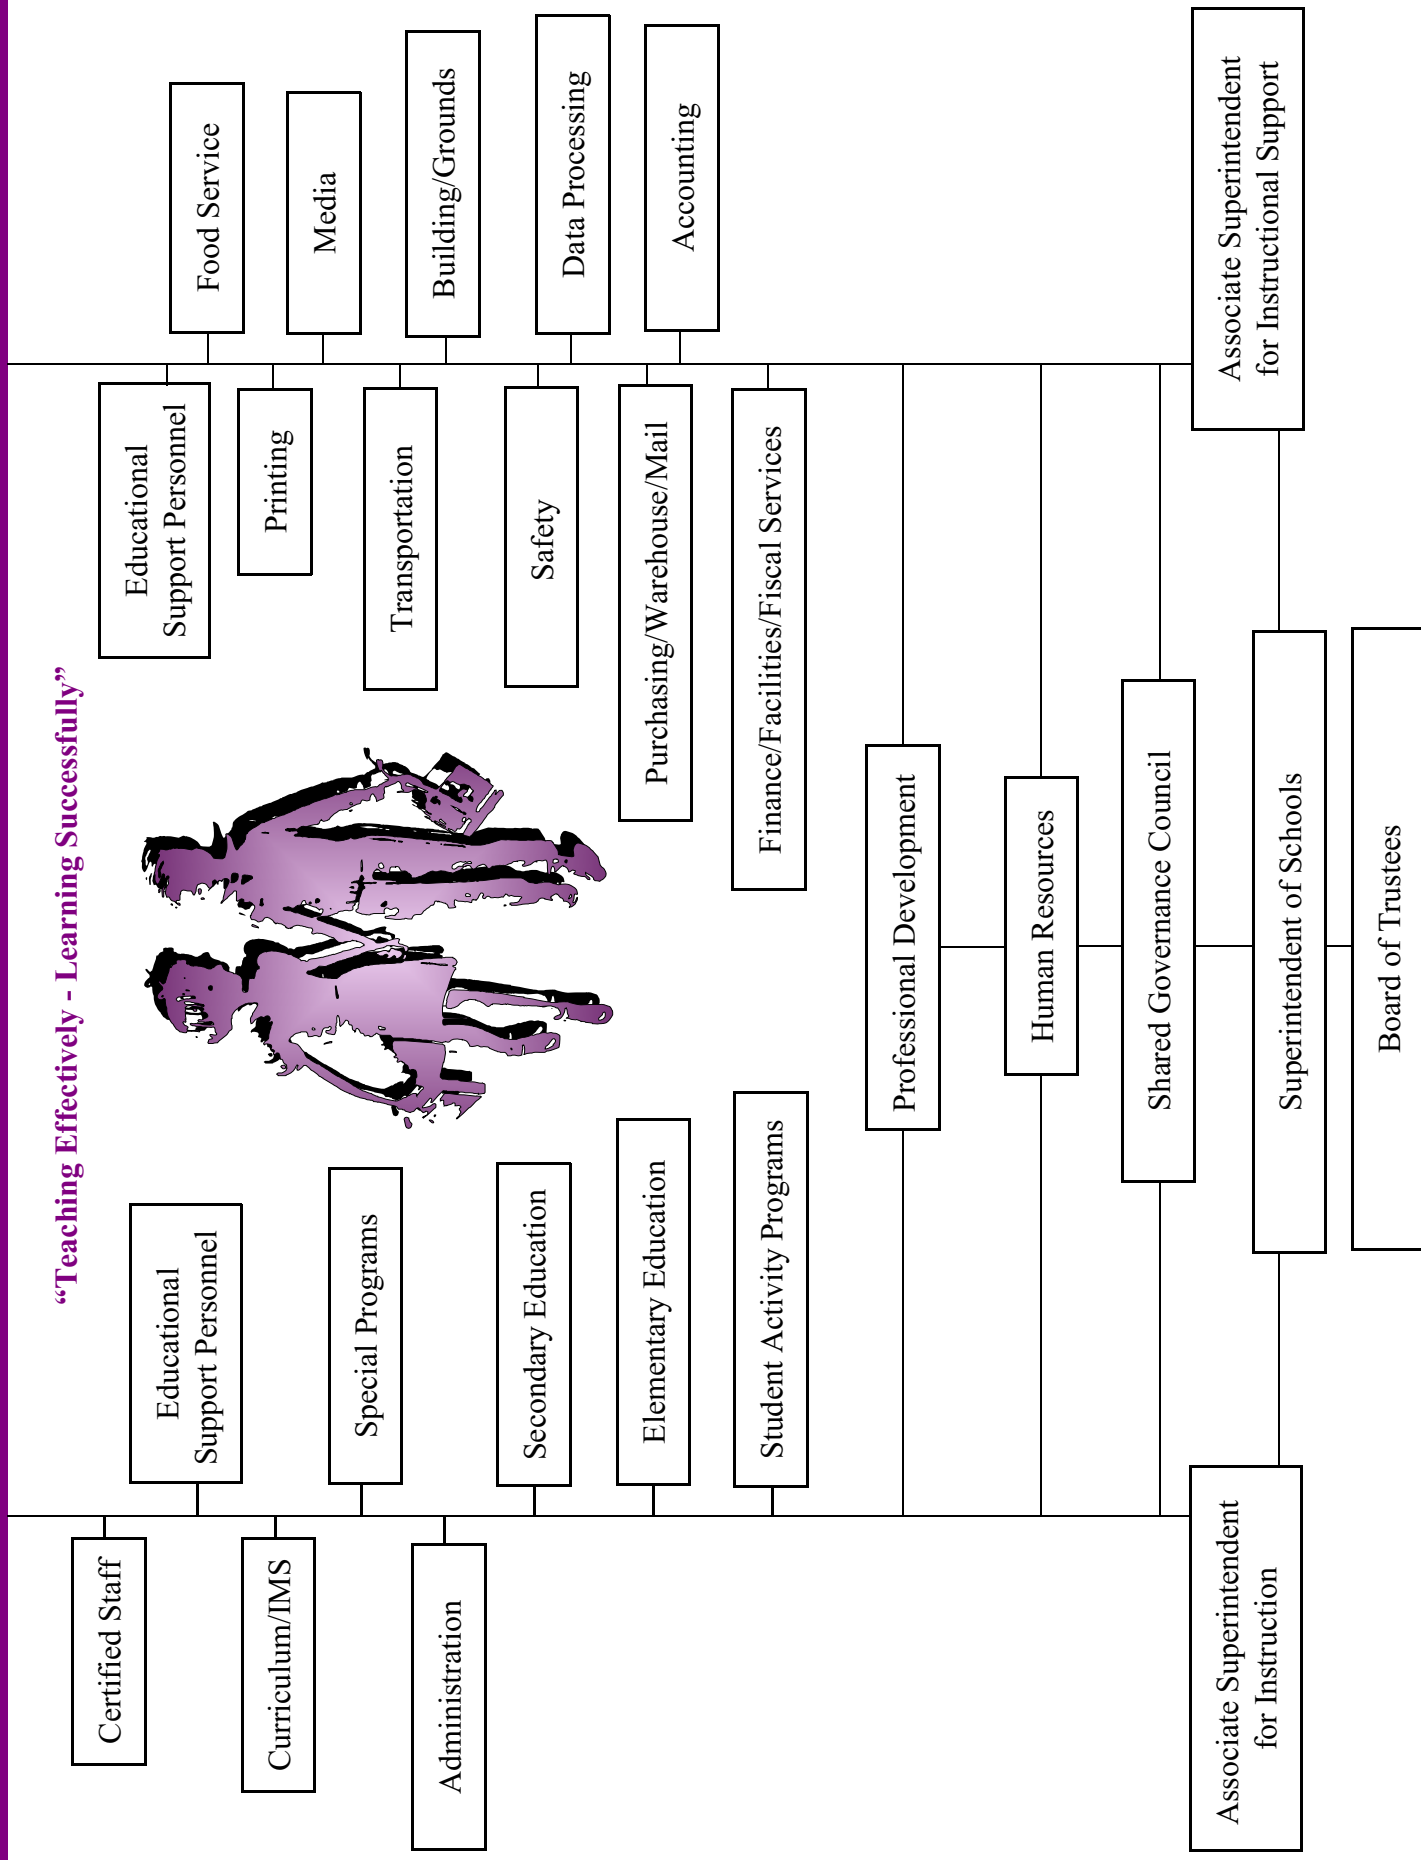 “Teaching Effectively - Learning Successfully”
Certified Staff
Educational
Support Personnel
Educational
Support Personnel
Food Service
Curriculum/IMS
Printing
Media
Special Programs
Transportation
Administration
Building/Grounds
Secondary Education
Safety
Data Processing
Elementary Education
Purchasing/Warehouse/Mail
Accounting
Student Activity Programs
Finance/Facilities/Fiscal Services
Professional Development
Human Resources
Shared Governance Council
Associate Superintendent
for Instruction
Associate Superintendent
for Instructional Support
Superintendent of Schools
Board of Trustees